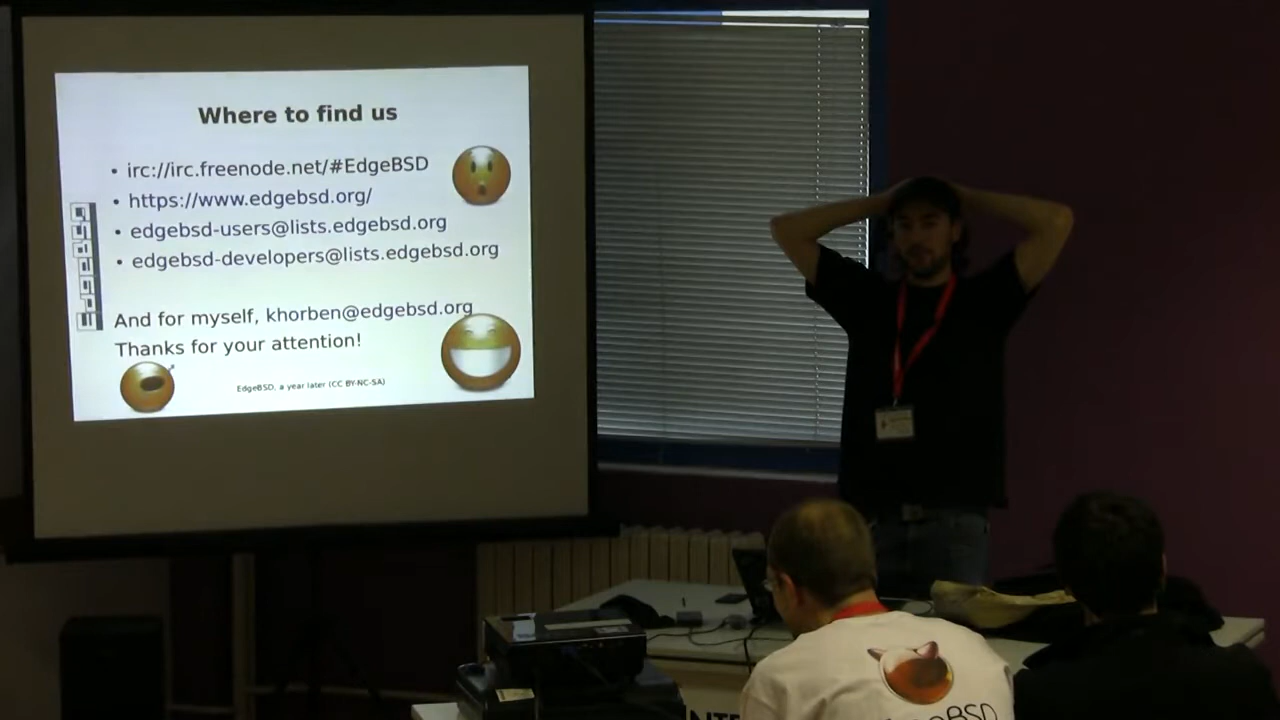 Where to find us
• irc://irc.freenode.net/#EdgeBSD
• https://www.edgebsd.org/
• edgebsd-users@lists.edgebsd.org
• edgebsd-developers@lists.edgebsd.org
And for myself, khorben@edgebsd.org
Thanks for your attention!
EdgeBSD, a year later (CC BY-NC-SA)
EdgeBSD